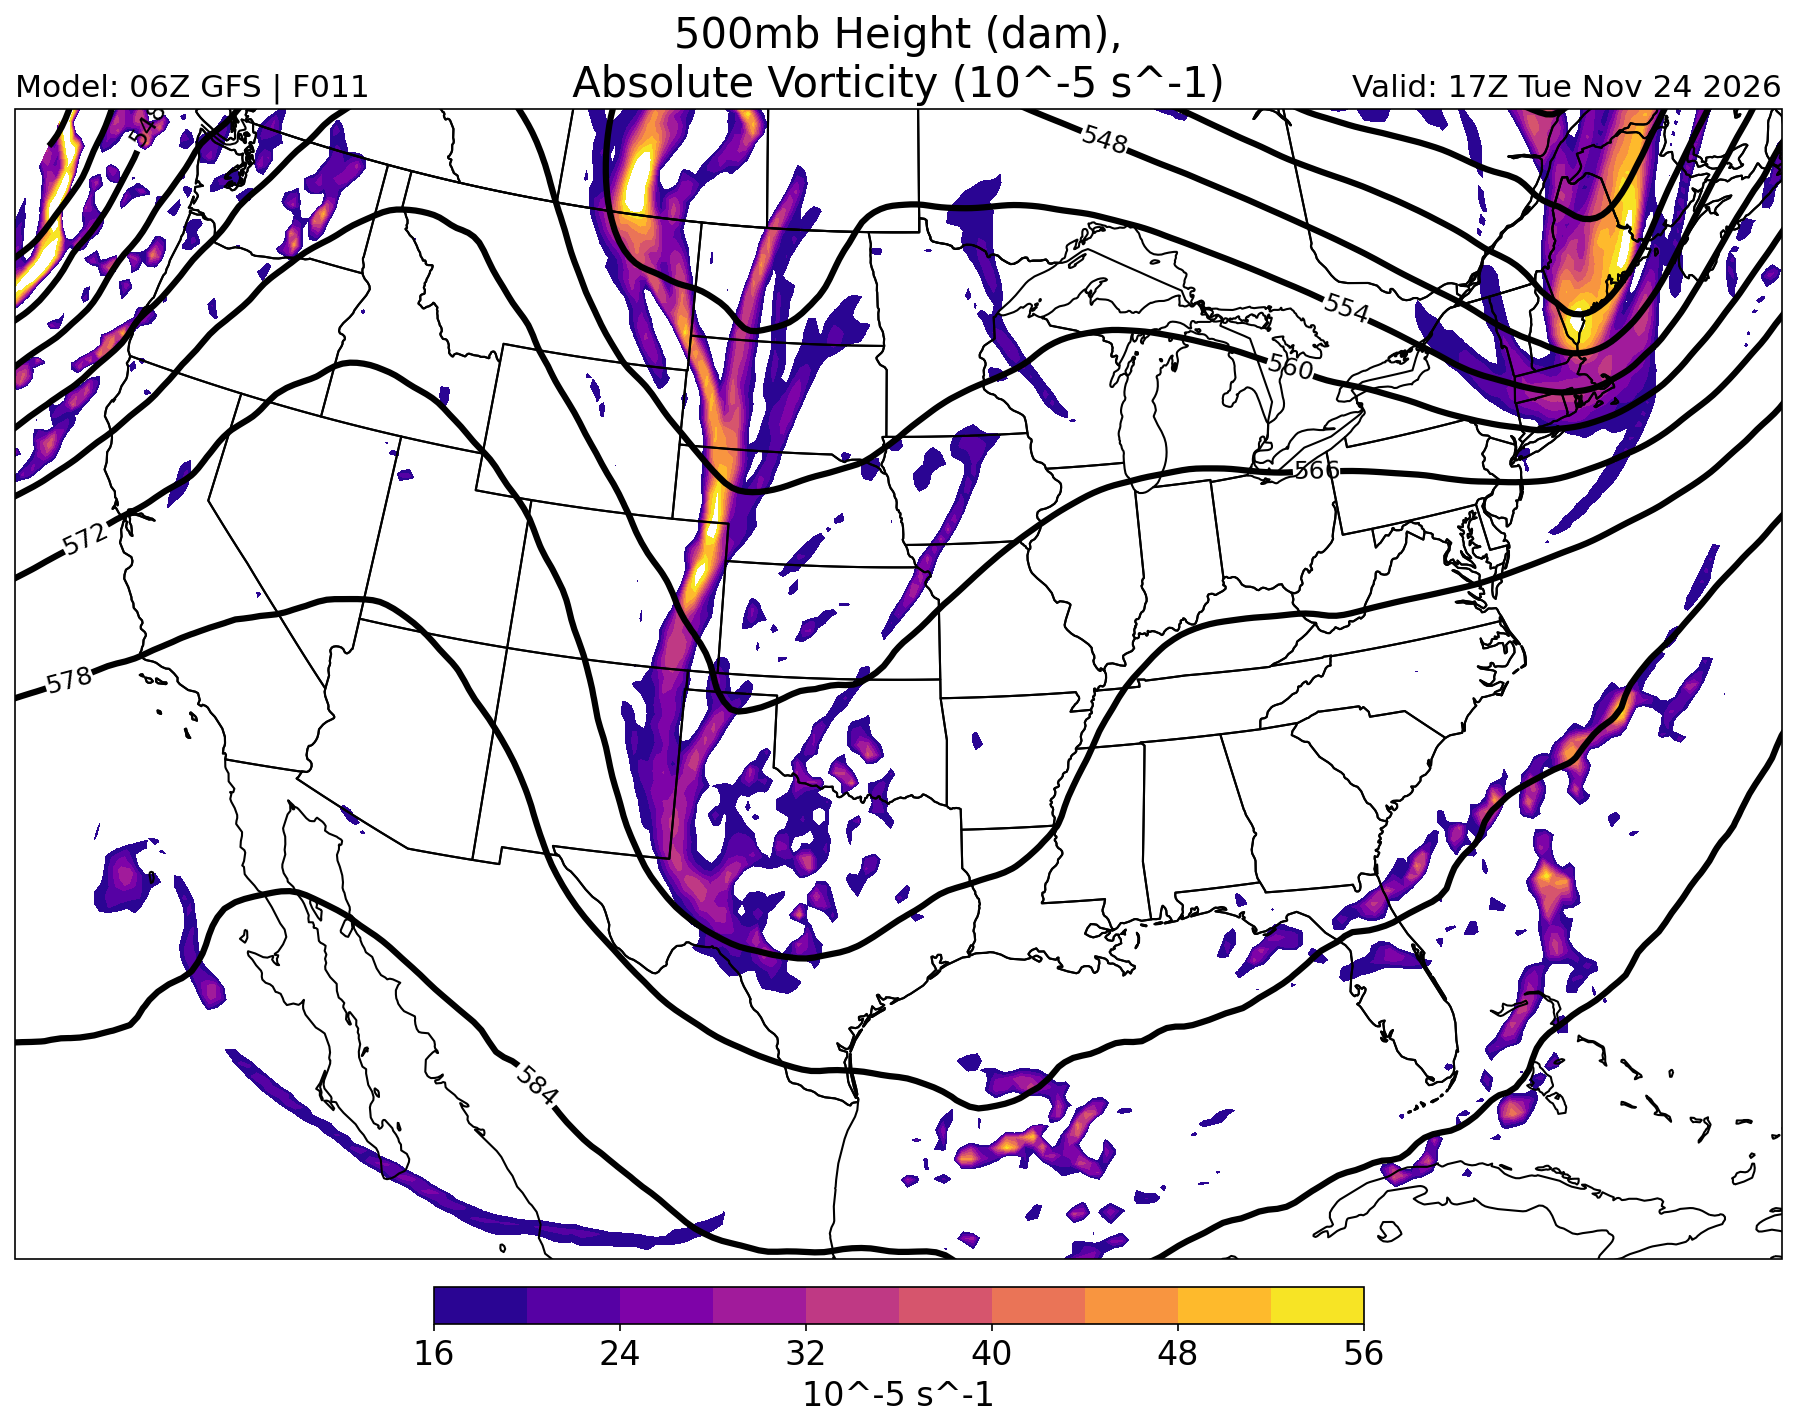 500mb Height (dam),
Absolute Vorticity (10^-5 s^-1)
Model: 06Z GFS | F011
Valid: 17Z Tue Nov 24 2026
548
548
554
560
566
572
578
584
16 24 32 40 48 56
10^-5 s^-1